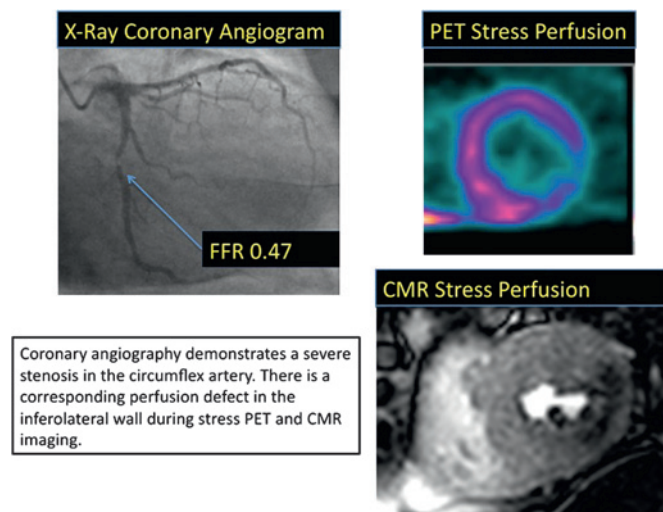 X-Ray Coronary Angiogram
PET Stress Perfusion
FFR 0.47
CMR Stress Perfusion
Coronary angiography demonstrates a severe
stenosis in the circumflex artery. There is a
corresponding perfusion defect in the
inferolateral wall during stress PET and CMR
imaging.